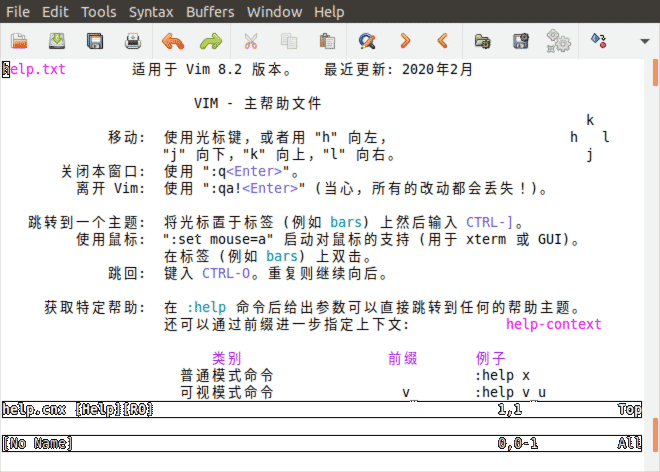 File Edit Tools Syntax Buffers Window Help
help.txt 适用于 Vim 8.2 版本。 最近更新: 2020年2月
VIM - 主帮助文件
k
移动: 使用光标键，或者用 "h" 向左， h l
"j" 向下，"k" 向上，"l" 向右。 j
关闭本窗口: 使用 ":q<Enter>"。
离开 Vim: 使用 ":qa!<Enter>" (当心，所有的改动都会丢失！)。
跳转到一个主题: 将光标置于标签 (例如 bars) 上然后输入 CTRL-]。
使用鼠标: ":set mouse=a" 启动对鼠标的支持 (用于 xterm 或 GUI)。
在标签 (例如 bars) 上双击。
跳回: 键入 CTRL-O。重复则继续向后。
获取特定帮助: 在 :help 命令后给出参数可以直接跳转到任何的帮助主题。
还可以通过前缀进一步指定上下文: help-context
类别 前缀 例子
普通模式命令 :help x
可视模式命令 v_ :help v_u
help.cnx [Help][RO] 1,1 Top
[No Name] 0,0-1 All